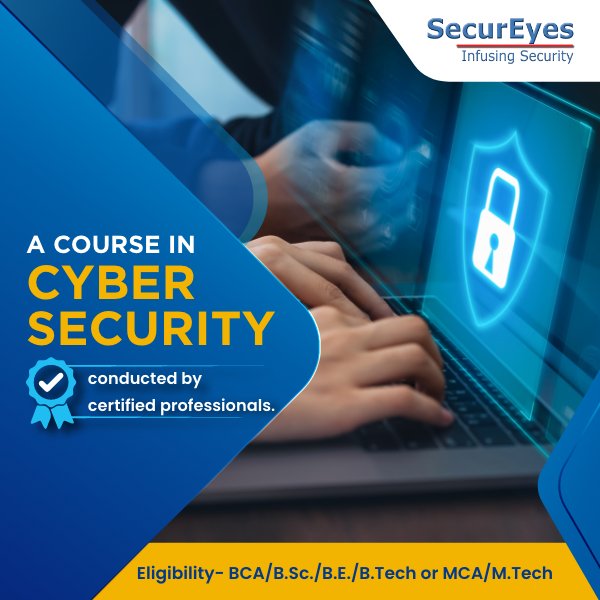 SecurEyes
Infusing Security
A COURSE IN
CYBER
SECURITY
conducted by
certified professionals.
Eligibility- BCA/B.Sc./B.E./B.Tech or MCA/M.Tech